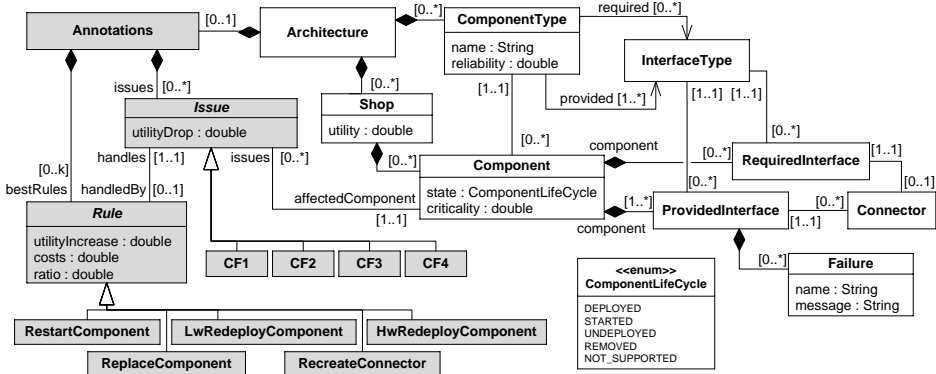 [0..1]
[0..*]
ComponentType
required [0..*]
Annotations
Architecture
name : String
reliability : double
InterfaceType
issues
[0..*]
[1..1]
provided [1..*]
[1..1]
[1..1]
Issue
Shop
utilityDrop : double
utility : double
[0..*]
[0..*]
handles
[1..1]
issues
[0..*]
[0..*]
Component
component
[0..*]
RequiredInterface
[1..1]
[0..k]
bestRules
handledBy
[0..1]
affectedComponent
state : ComponentLifeCycle
criticality : double
[0..*]
[0..1]
Rule
[1..1]
[1..*]
component
ProvidedInterface
[0..*]
[1..1]
Connector
utilityIncrease : double
costs : double
ratio : double
CF1
CF2
CF3
CF4
<<enum>>
ComponentLifeCycle
[0..*]
Failure
name : String
message : String
DEPLOYED
STARTED
UNDEPLOYED
REMOVED
NOT_SUPPORTED
RestartComponent
LwRedeployComponent
HwRedeployComponent
ReplaceComponent
RecreateConnector